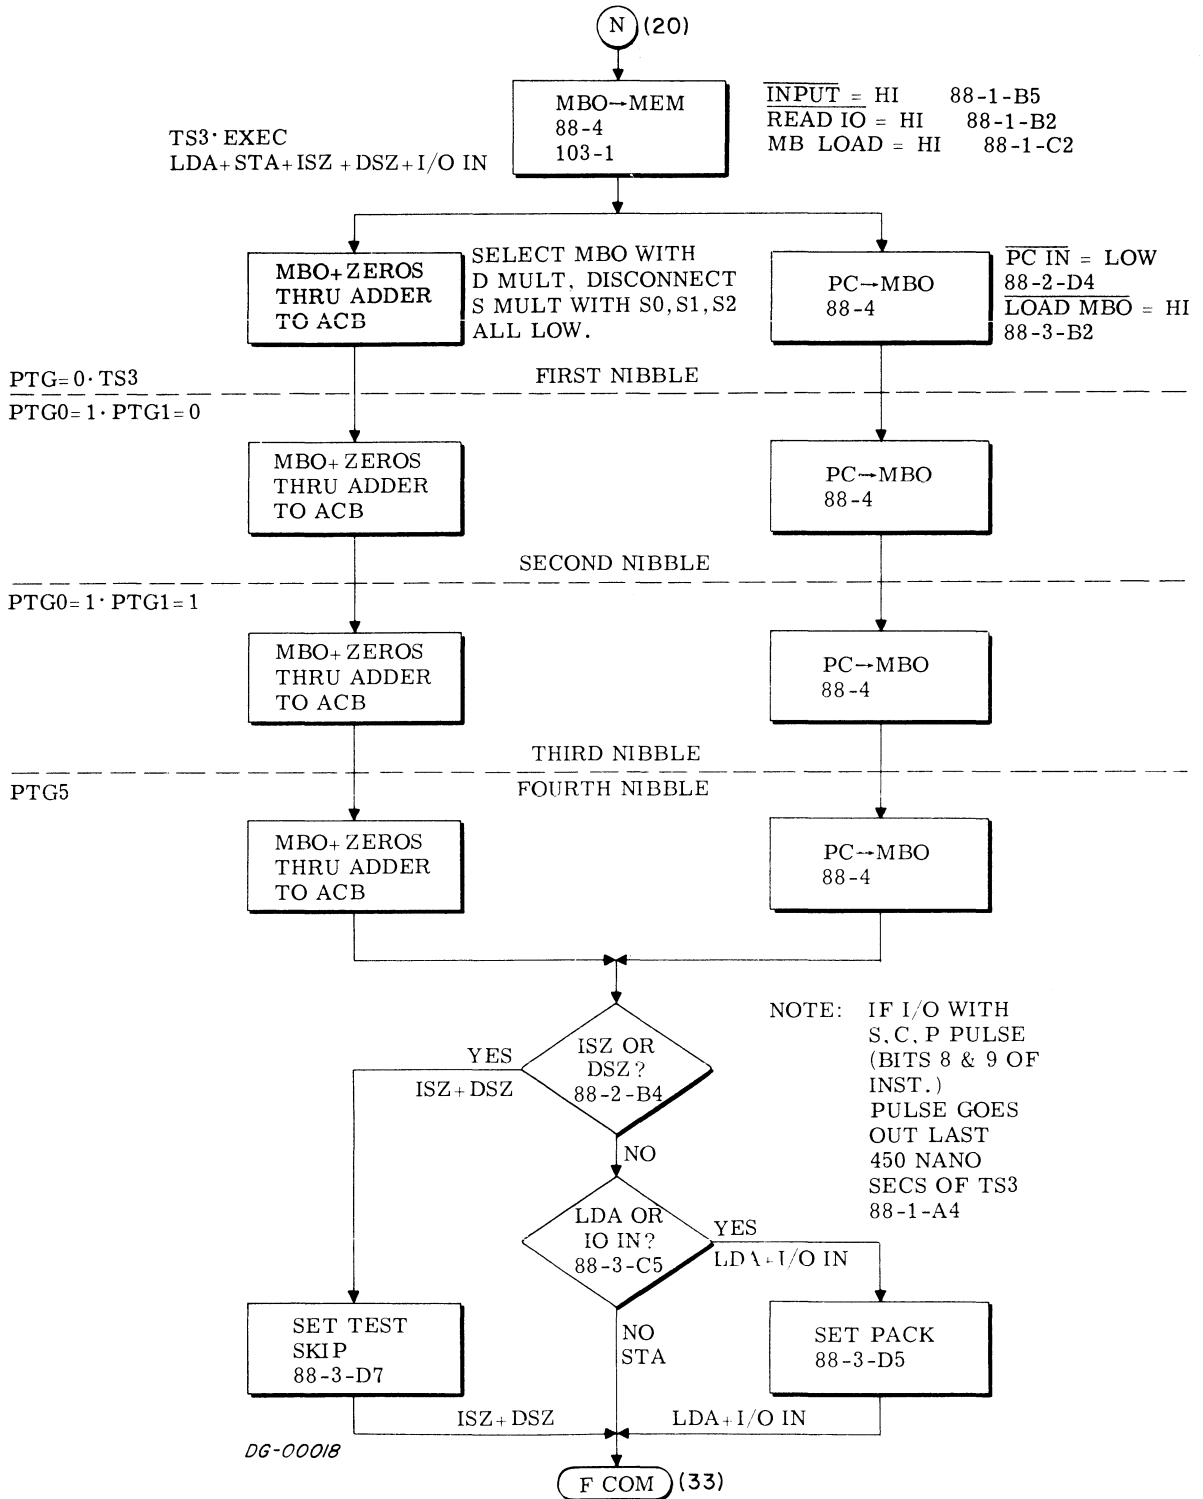 N (20)
MBO→MEM
88-4
103-1
INPUT = HI 88-1-B5
READ IO = HI 88-1-B2
MB LOAD = HI 88-1-C2
TS3·EXEC
LDA+STA+ISZ+DSZ+I/O IN
MBO+ZEROS
THRU ADDER
TO ACB
SELECT MBO WITH
D MULT, DISCONNECT
S MULT WITH S0,S1,S2
ALL LOW.
PC→MBO
88-4
PC IN = LOW
88-2-D4
LOAD MBO = HI
88-3-B2
PTG=0·TS3
FIRST NIBBLE
PTG0=1·PTG1=0
MBO+ZEROS
THRU ADDER
TO ACB
PC→MBO
88-4
SECOND NIBBLE
PTG0=1·PTG1=1
MBO+ZEROS
THRU ADDER
TO ACB
PC→MBO
88-4
THIRD NIBBLE
PTG5
FOURTH NIBBLE
MBO+ZEROS
THRU ADDER
TO ACB
PC→MBO
88-4
NOTE: IF I/O WITH
S,C,P PULSE
(BITS 8 & 9 OF
INST.)
PULSE GOES
OUT LAST
450 NANO
SECS OF TS3
88-1-A4
ISZ OR
DSZ?
88-2-B4
YES
ISZ+DSZ
NO
LDA OR
IO IN?
88-3-C5
YES
LDA+I/O IN
SET TEST
SKIP
88-3-D7
NO
STA
SET PACK
88-3-D5
ISZ+DSZ
LDA+I/O IN
DG-00018
F COM (33)